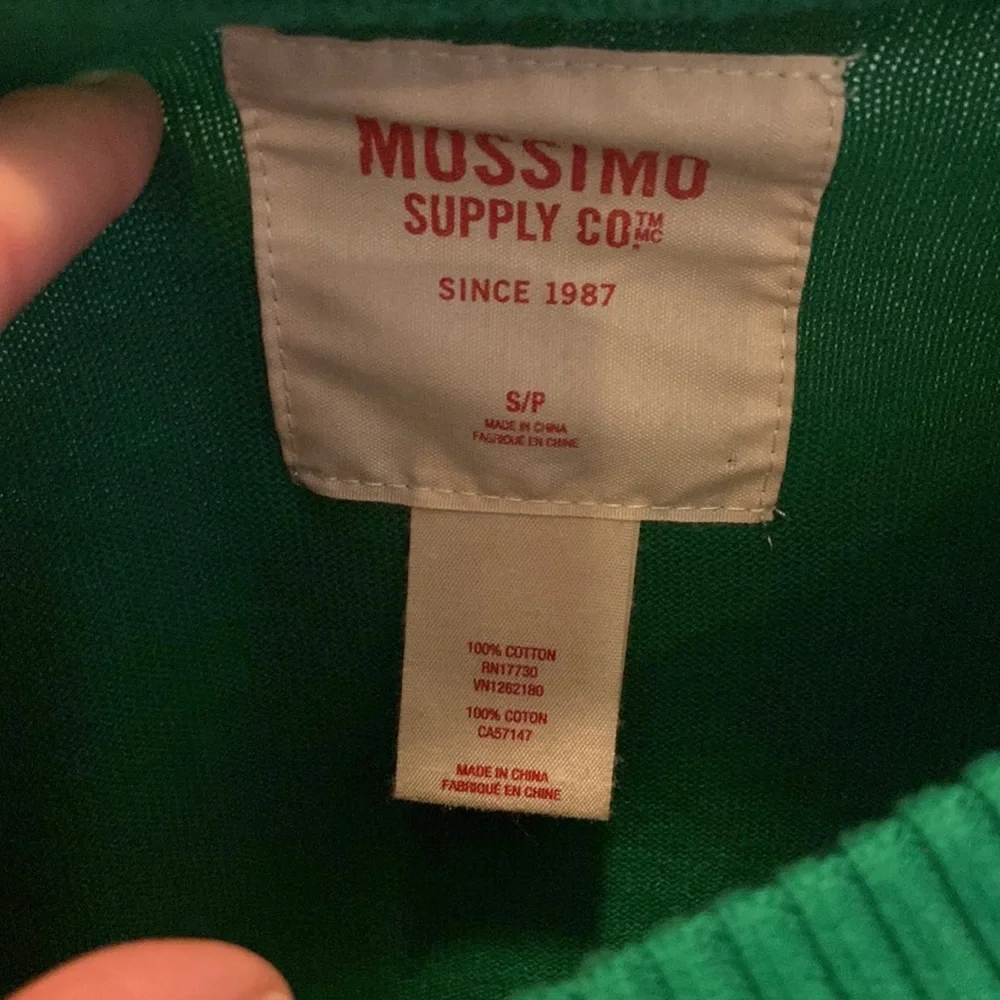 MOSSIMO
SUPPLY CO.™ MC
SINCE 1987
S/P
MADE IN CHINA
FABRIQUÉ EN CHINE
100% COTTON
RN17730
VN1262180
100% COTON
CA57147
MADE IN CHINA
FABRIQUÉ EN CHINE